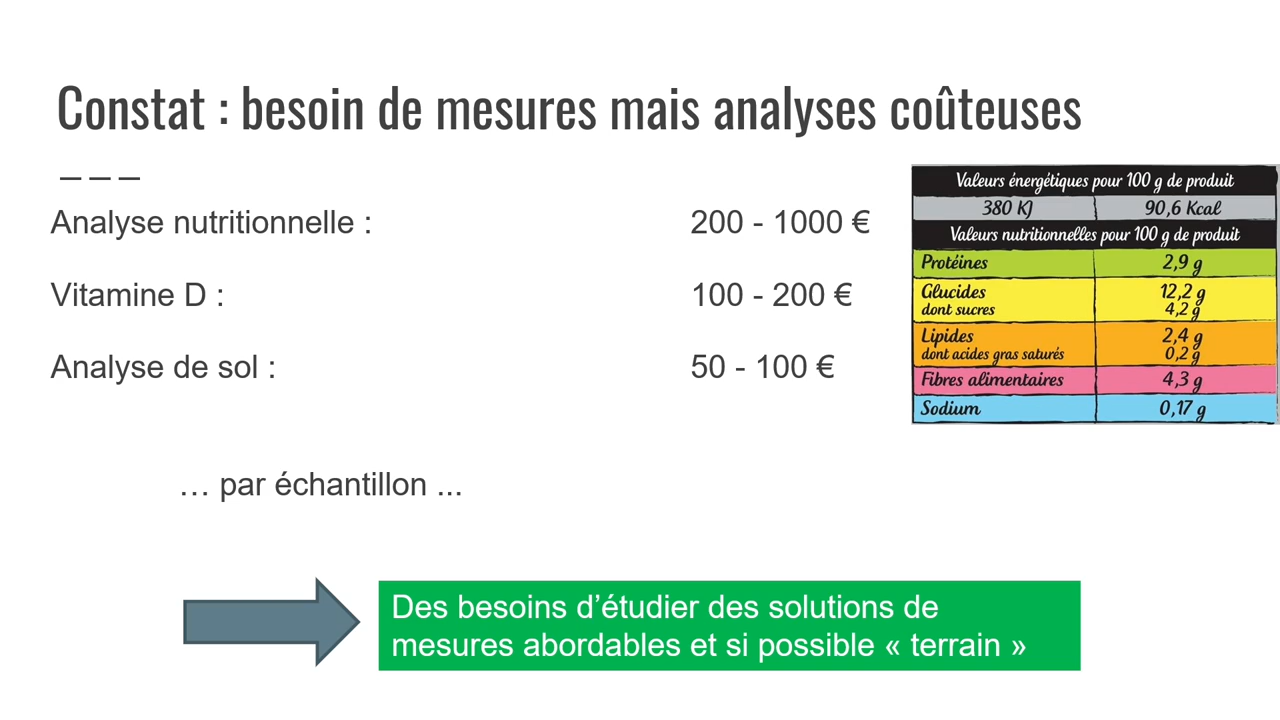 Constat : besoin de mesures mais analyses coûteuses
Analyse nutritionnelle : 200 - 1000 €
Vitamine D : 100 - 200 €
Analyse de sol : 50 - 100 €
… par échantillon ...
Valeurs énergétiques pour 100 g de produit
380 KJ 90,6 Kcal
Valeurs nutritionnelles pour 100 g de produit
Protéines 2,9 g
Glucides 12,2 g
dont sucres 4,2 g
Lipides 2,4 g
dont acides gras saturés 0,2 g
Fibres alimentaires 4,3 g
Sodium 0,17 g
Des besoins d’étudier des solutions de
mesures abordables et si possible « terrain »